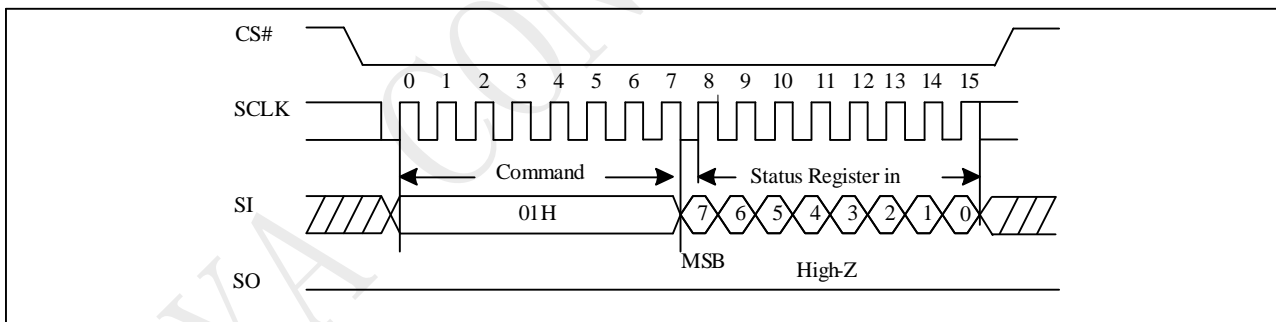 CS#
0 1 2 3 4 5 6 7 8 9 10 11 12 13 14 15
SCLK
Command Status Register in
SI 01H 7 6 5 4 3 2 1 0
MSB High-Z
SO